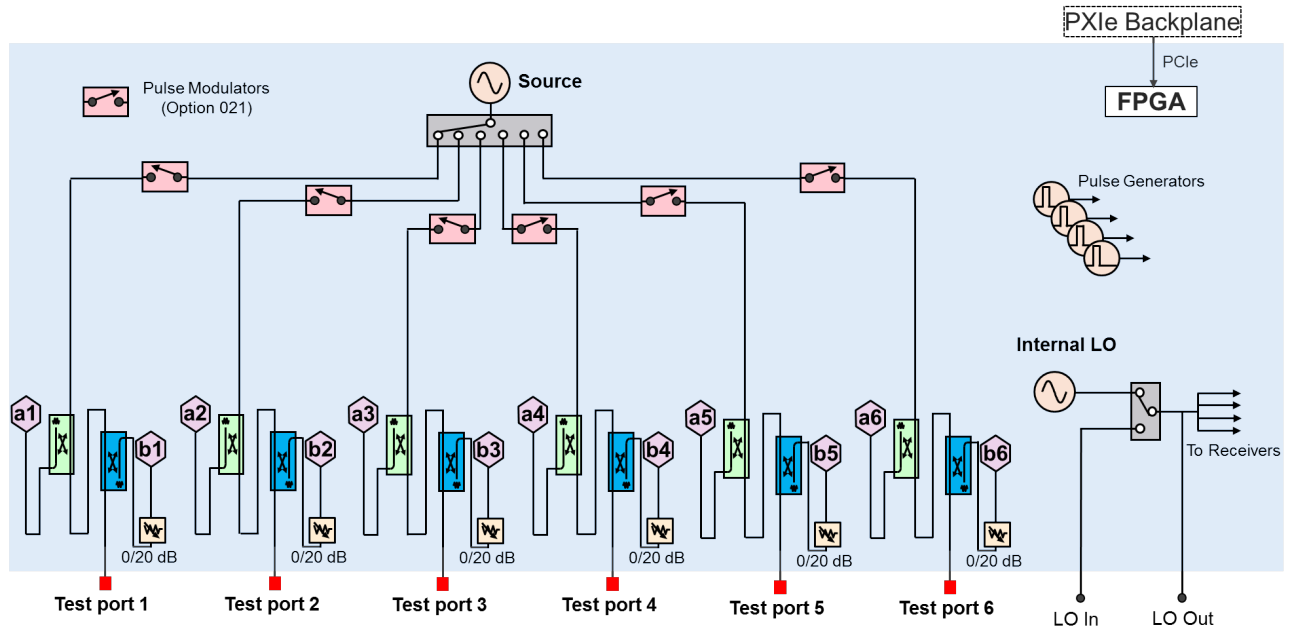 PXIe Backplane
PCIe
FPGA
Source
Pulse Modulators
(Option 021)
Pulse Generators
Internal LO
To Receivers
a1
a2
a3
a4
a5
a6
b1
b2
b3
b4
b5
b6
0/20 dB
0/20 dB
0/20 dB
0/20 dB
0/20 dB
0/20 dB
Test port 1
Test port 2
Test port 3
Test port 4
Test port 5
Test port 6
LO In
LO Out